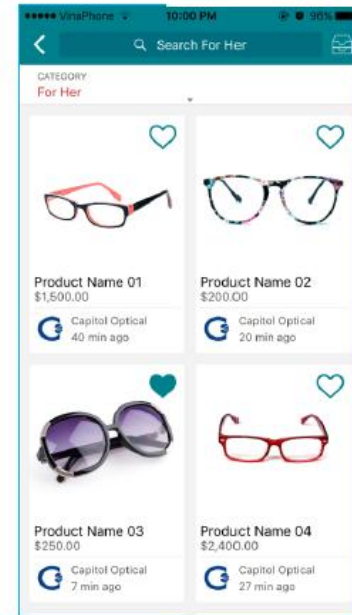 VinaPhone 10:00 PM 96%
Search For Her
CATEGORY
For Her
Product Name 01
$1,500.00
Capitol Optical
40 min ago
Product Name 02
$200.00
Capitol Optical
20 min ago
Product Name 03
$250.00
Capitol Optical
7 min ago
Product Name 04
$2,400.00
Capitol Optical
27 min ago